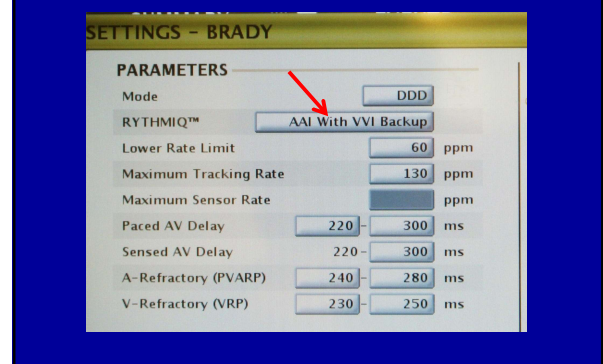 SETTINGS - BRADY
PARAMETERS
Mode DDD
RYTHMIQ™ AAI With VVI Backup
Lower Rate Limit 60 ppm
Maximum Tracking Rate 130 ppm
Maximum Sensor Rate ppm
Paced AV Delay 220 - 300 ms
Sensed AV Delay 220 - 300 ms
A-Refractory (PVARP) 240 - 280 ms
V-Refractory (VRP) 230 - 250 ms